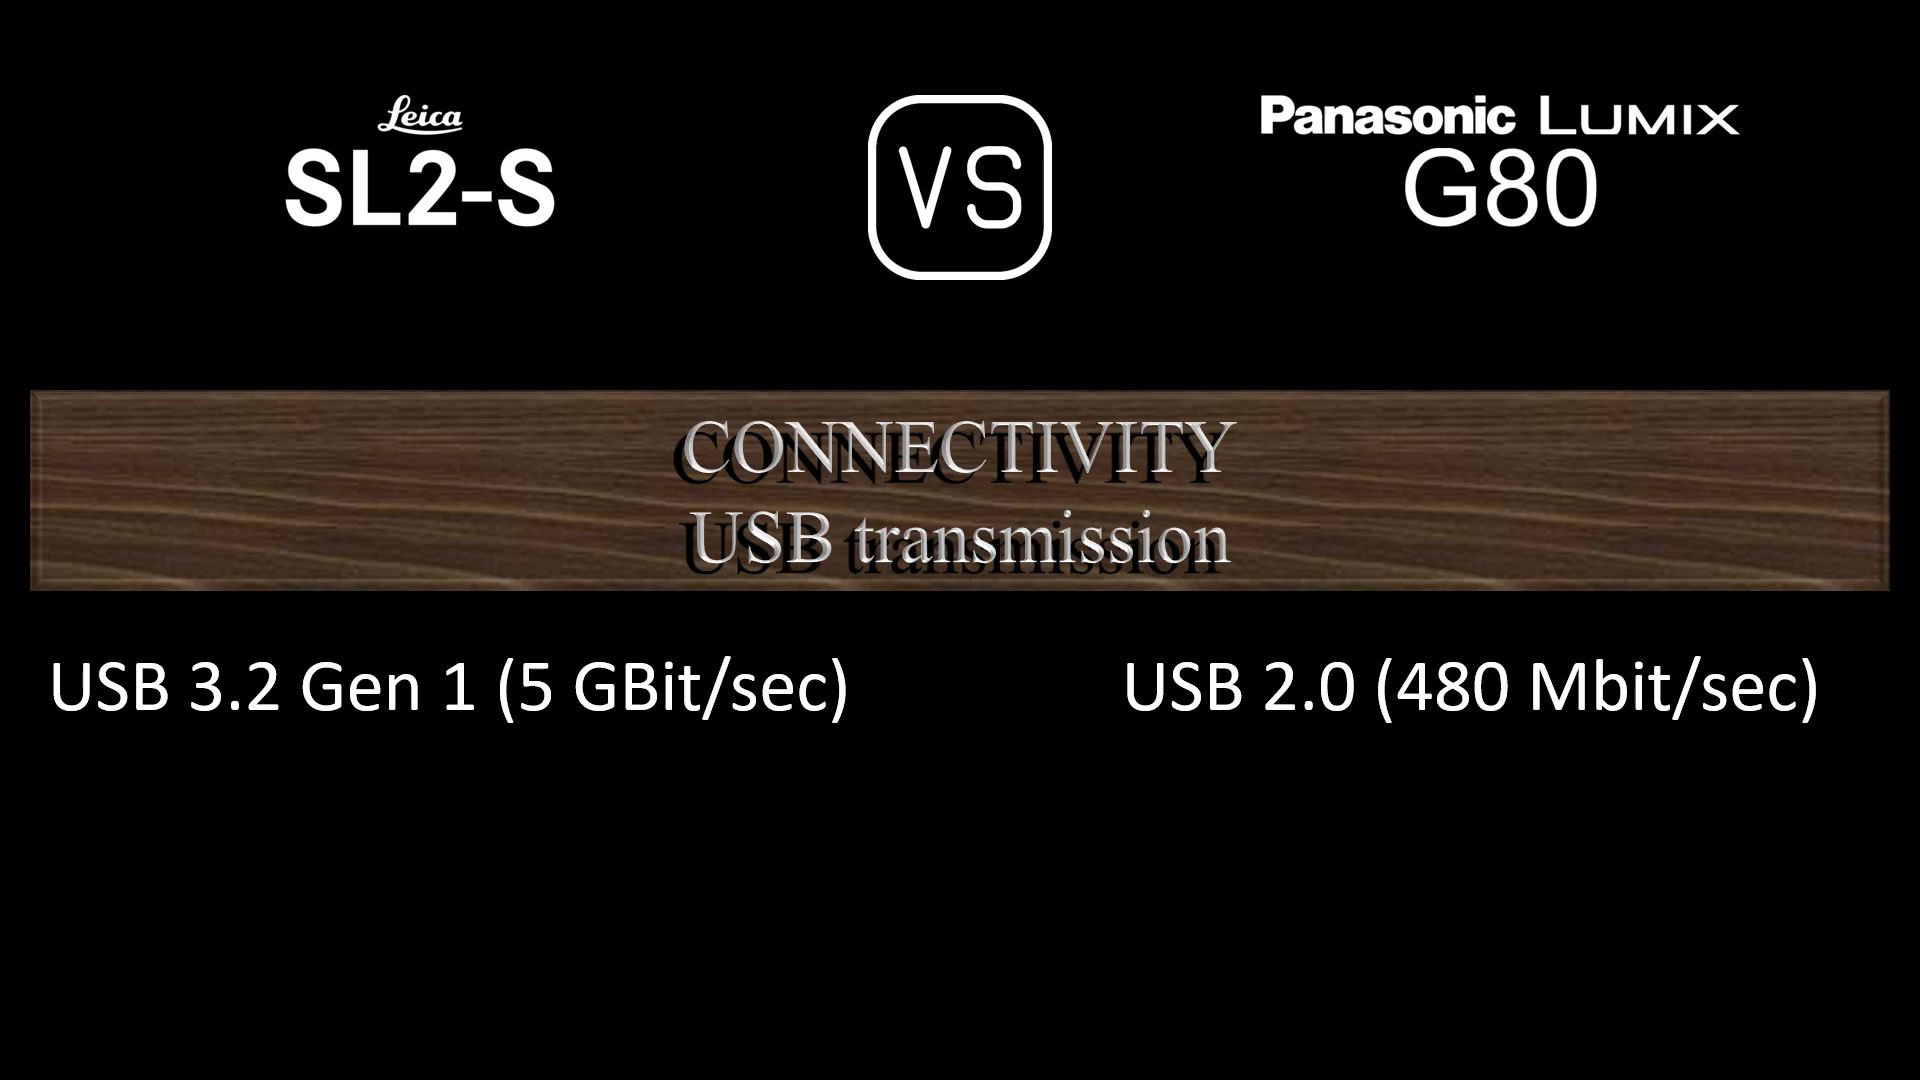 Leica
SL2-S
VS
Panasonic LUMIX
G80
CONNECTIVITY
USB transmission
USB 3.2 Gen 1 (5 GBit/sec)
USB 2.0 (480 Mbit/sec)